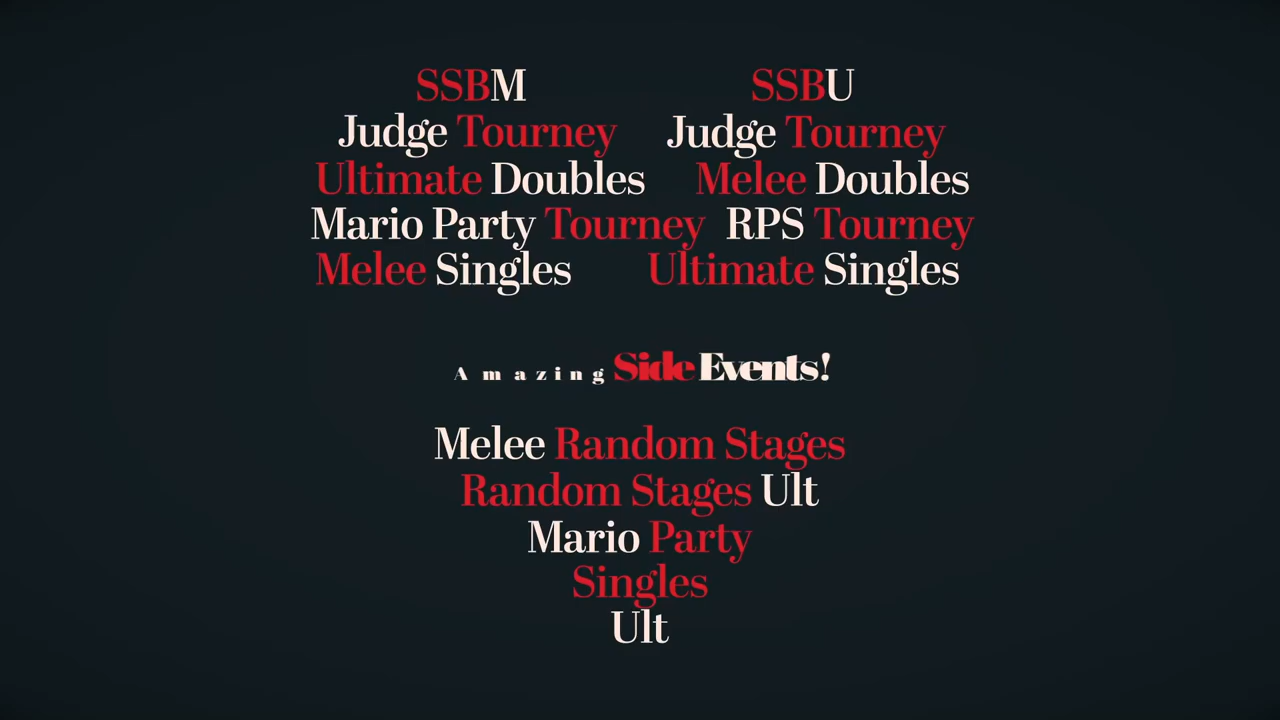 SSBM SSBU
Judge Tourney Judge Tourney
Ultimate Doubles Melee Doubles
Mario Party Tourney RPS Tourney
Melee Singles Ultimate Singles
Amazing Side Events!
Melee Random Stages
Random Stages Ult
Mario Party
Singles
Ult